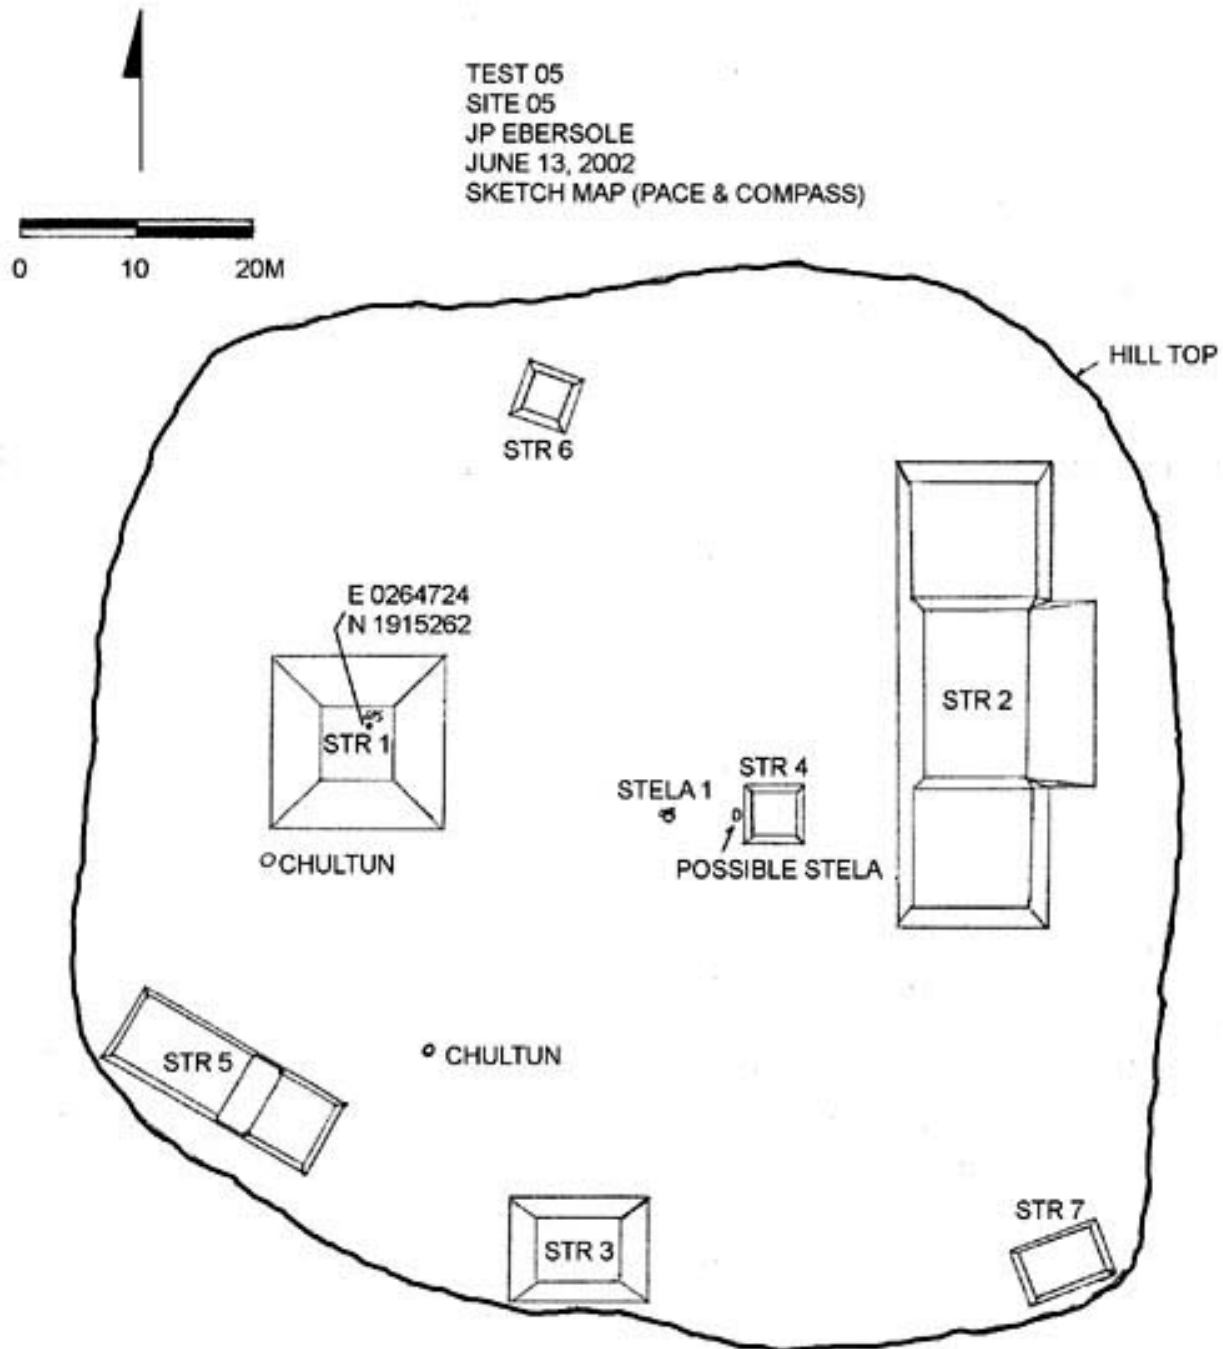 TEST 05
SITE 05
JP EBERSOLE
JUNE 13, 2002
SKETCH MAP (PACE & COMPASS)
0 10 20M
HILL TOP
STR 6
E 0264724
N 1915262
GPS
STR 1
STR 2
STR 4
STELA 1
POSSIBLE STELA
CHULTUN
STR 5
CHULTUN
STR 3
STR 7